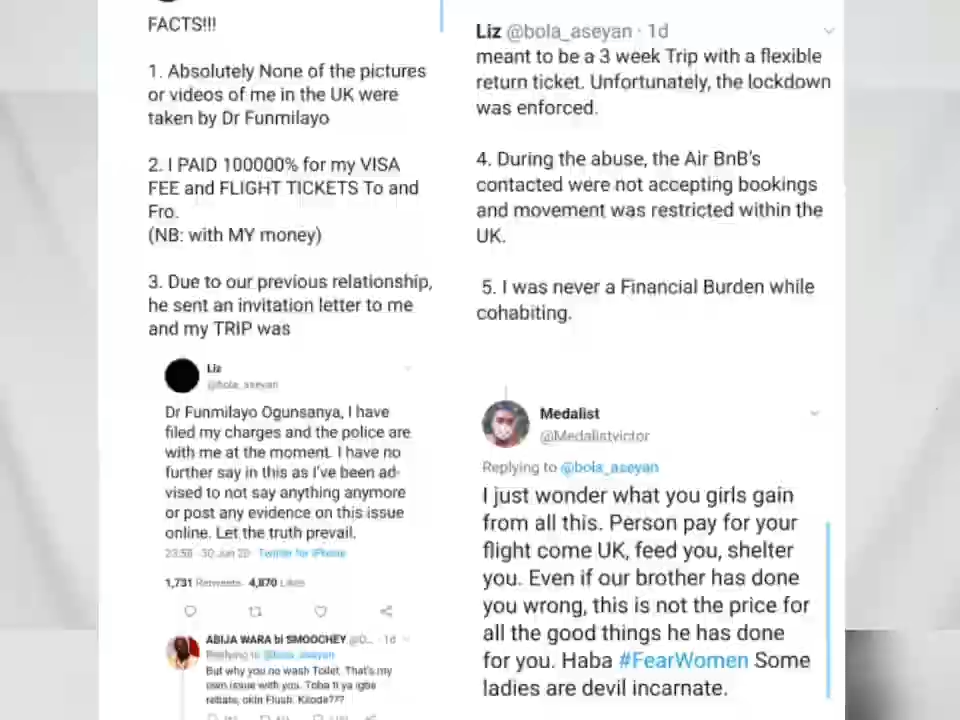 FACTS!!!
1. Absolutely None of the pictures
or videos of me in the UK were
taken by Dr Funmilayo
2. I PAID 100000% for my VISA
FEE and FLIGHT TICKETS To and
Fro.
(NB: with MY money)
3. Due to our previous relationship,
he sent an invitation letter to me
and my TRIP was
Liz @bola_aseyan · 1d
meant to be a 3 week Trip with a flexible
return ticket. Unfortunately, the lockdown
was enforced.
4. During the abuse, the Air BnB's
contacted were not accepting bookings
and movement was restricted within the
UK.
5. I was never a Financial Burden while
cohabiting.
Liz
@bola_aseyan
Dr Funmilayo Ogunsanya, I have
filed my charges and the police are
with me at the moment. I have no
further say in this as I've been ad-
vised to not say anything anymore
or post any evidence on this issue
online. Let the truth prevail.
23:58 · 30 Jun 20 · Twitter for iPhone
1,731 Retweets 4,870 Likes
ABIJA WARA bi SMOOCHEY @O... · 1d
Replying to @bola_aseyan
But why you no wash Toilet. That's my
own issue with you. Toba ti ya igbe
rebate, okin Flush. Kilode???
Medalist
@Medalistvictor
Replying to @bola_aseyan
I just wonder what you girls gain
from all this. Person pay for your
flight come UK, feed you, shelter
you. Even if our brother has done
you wrong, this is not the price for
all the good things he has done
for you. Haba #FearWomen Some
ladies are devil incarnate.